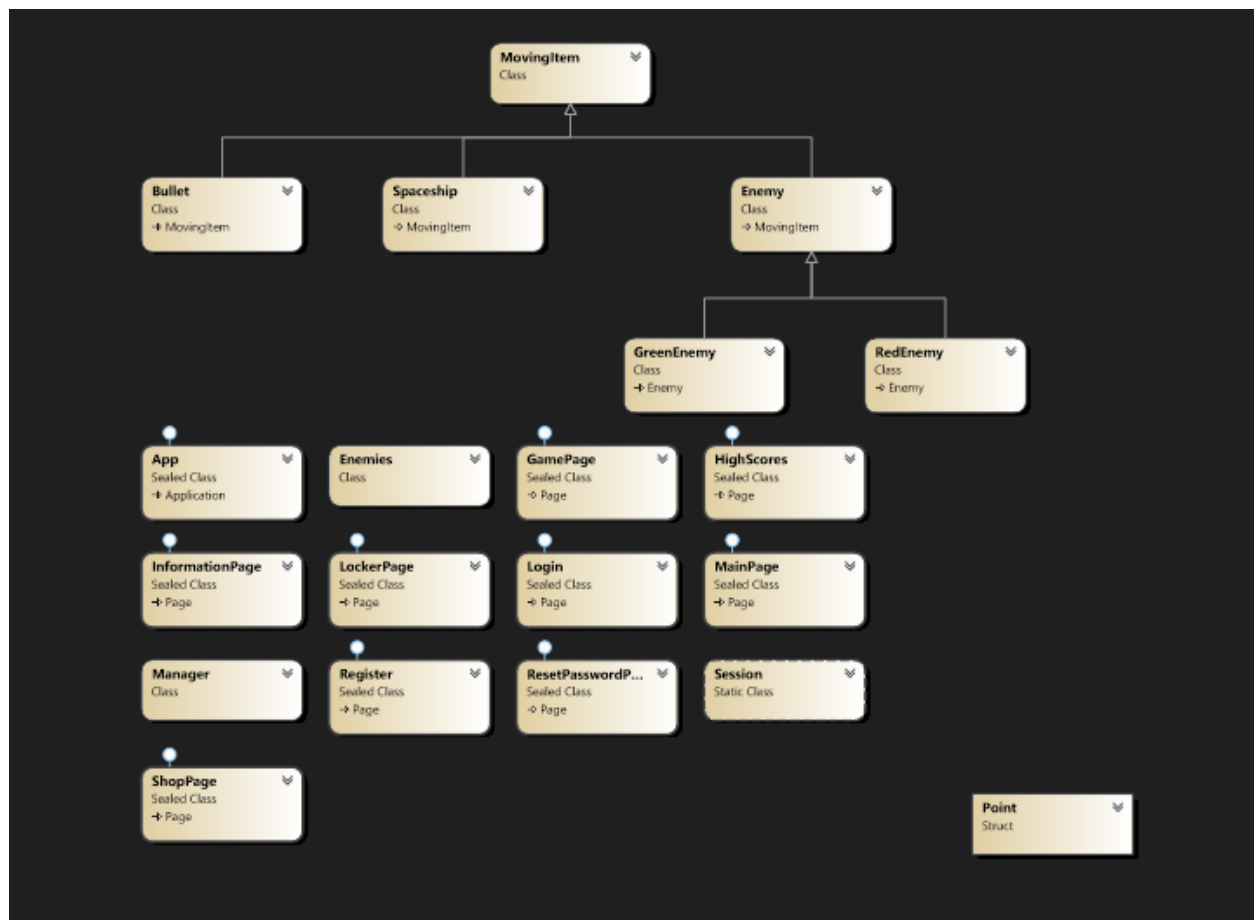 MovingItem
Class
Bullet
Class
MovingItem
Spaceship
Class
MovingItem
Enemy
Class
MovingItem
GreenEnemy
Class
Enemy
RedEnemy
Class
Enemy
App
Sealed Class
Application
Enemies
Class
GamePage
Sealed Class
Page
HighScores
Sealed Class
Page
InformationPage
Sealed Class
Page
LockerPage
Sealed Class
Page
Login
Sealed Class
Page
MainPage
Sealed Class
Page
Manager
Class
Register
Sealed Class
Page
ResetPasswordP...
Sealed Class
Page
Session
Static Class
ShopPage
Sealed Class
Page
Point
Struct